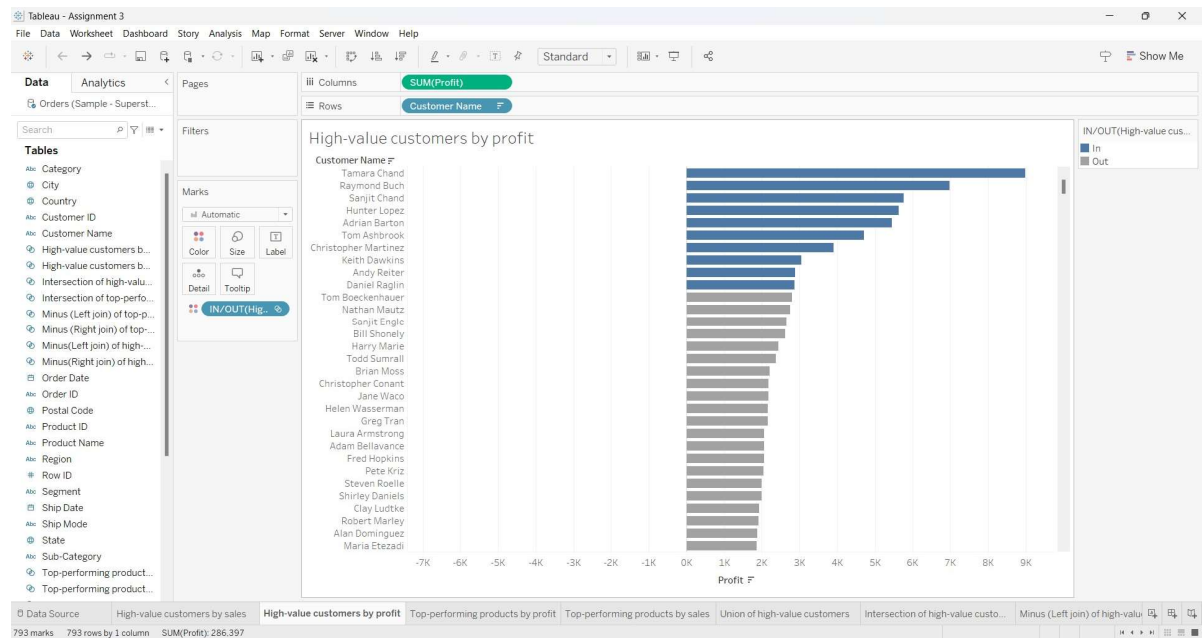 Tableau - Assignment 3
File Data Worksheet Dashboard Story Analysis Map Format Server Window Help
Standard
Show Me
Data Analytics
Orders (Sample - Superst...
Search
Tables
Abc Category
City
Country
Abc Customer ID
Abc Customer Name
High-value customers b...
High-value customers b...
Intersection of high-valu...
Intersection of top-perfo...
Minus (Left join) of top-p...
Minus (Right join) of top-...
Minus(Left join) of high-...
Minus(Right join) of high...
Order Date
Abc Order ID
Postal Code
Abc Product ID
Abc Product Name
Abc Region
# Row ID
Abc Segment
Ship Date
Abc Ship Mode
State
Abc Sub-Category
Top-performing product...
Top-performing product...
Pages
Filters
Marks
Automatic
Color Size Label
Detail Tooltip
IN/OUT(Hig..
Columns SUM(Profit)
Rows Customer Name
High-value customers by profit
Customer Name
Tamara Chand
Raymond Buch
Sanjit Chand
Hunter Lopez
Adrian Barton
Tom Ashbrook
Christopher Martinez
Keith Dawkins
Andy Reiter
Daniel Raglin
Tom Boeckenhauer
Nathan Mautz
Sanjit Engle
Bill Shonely
Harry Marie
Todd Sumrall
Brian Moss
Christopher Conant
Jane Waco
Helen Wasserman
Greg Tran
Laura Armstrong
Adam Bellavance
Fred Hopkins
Pete Kriz
Steven Roelle
Shirley Daniels
Clay Ludtke
Robert Marley
Alan Dominguez
Maria Etezadi
-7K -6K -5K -4K -3K -2K -1K 0K 1K 2K 3K 4K 5K 6K 7K 8K 9K
Profit
IN/OUT(High-value cus...
In
Out
Data Source High-value customers by sales High-value customers by profit Top-performing products by profit Top-performing products by sales Union of high-value customers Intersection of high-value custo... Minus (Left join) of high-valu
793 marks 793 rows by 1 column SUM(Profit): 286,397